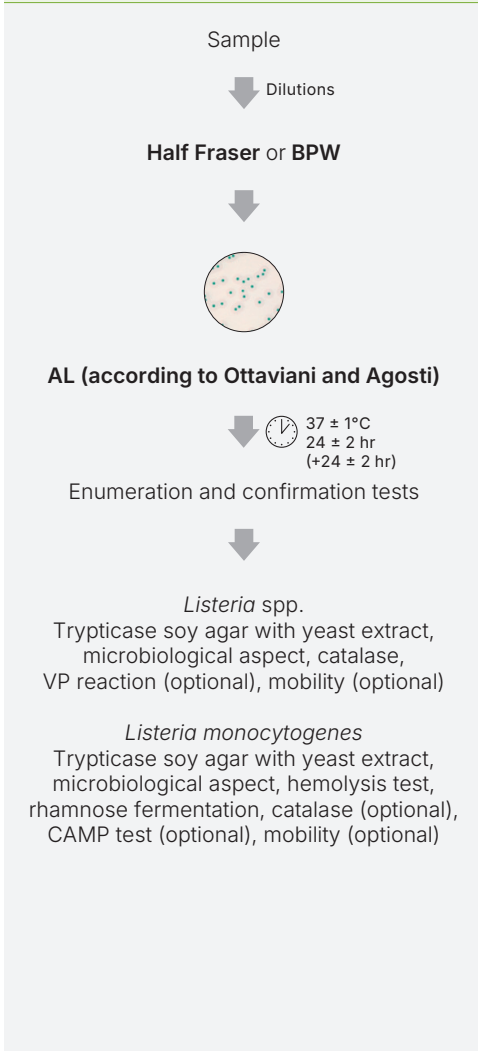 Sample
Dilutions
Half Fraser or BPW
AL (according to Ottaviani and Agosti)
37 ± 1°C
24 ± 2 hr
(+24 ± 2 hr)
Enumeration and confirmation tests
Listeria spp.
Trypticase soy agar with yeast extract,
microbiological aspect, catalase,
VP reaction (optional), mobility (optional)
Listeria monocytogenes
Trypticase soy agar with yeast extract,
microbiological aspect, hemolysis test,
rhamnose fermentation, catalase (optional),
CAMP test (optional), mobility (optional)